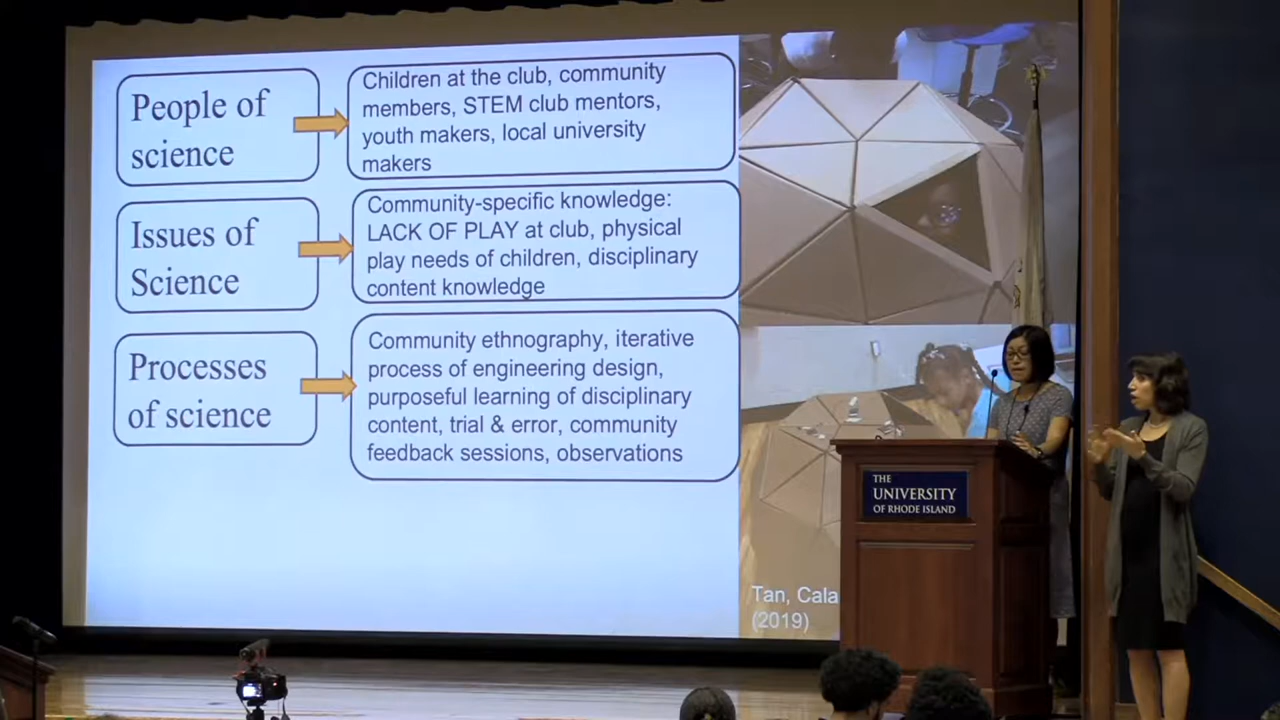 People of
science
Children at the club, community
members, STEM club mentors,
youth makers, local university
makers
Issues of
Science
Community-specific knowledge:
LACK OF PLAY at club, physical
play needs of children, disciplinary
content knowledge
Processes
of science
Community ethnography, iterative
process of engineering design,
purposeful learning of disciplinary
content, trial & error, community
feedback sessions, observations
Tan, Cala
(2019)
THE
UNIVERSITY
OF RHODE ISLAND